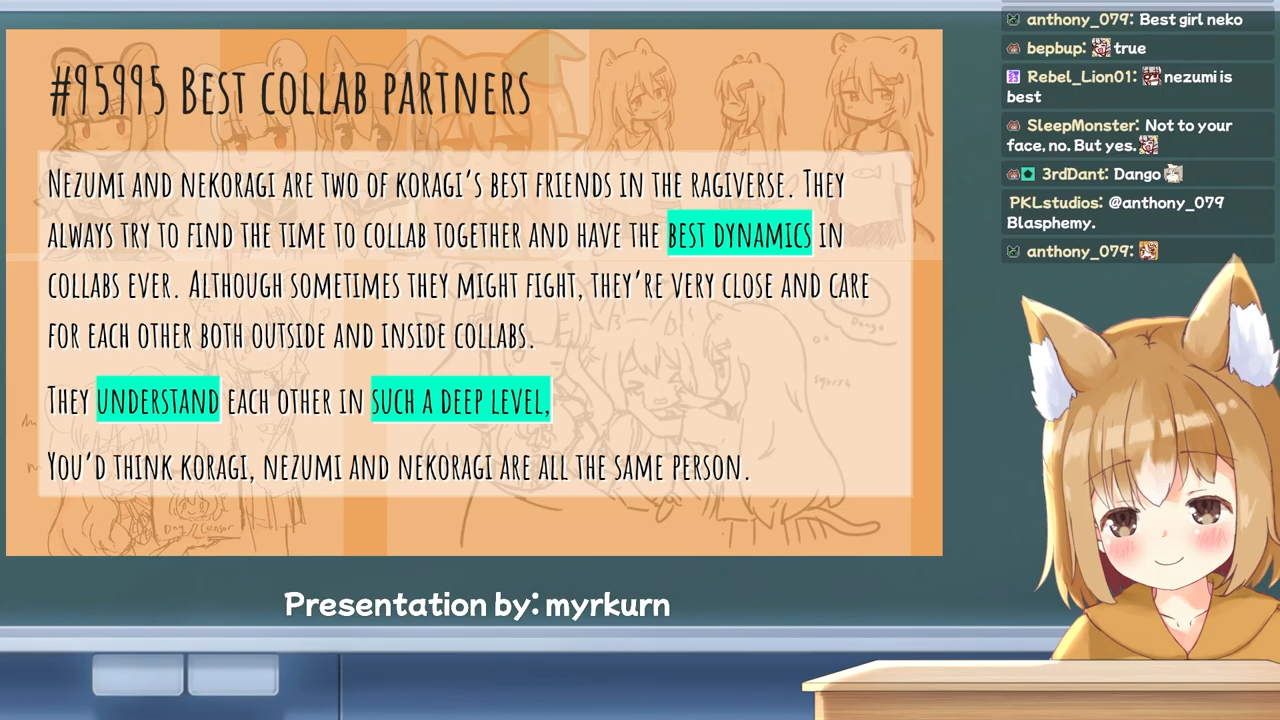 #95995 Best collab partners
Nezumi and Nekoragi are two of Koragi's best friends in the Ragiverse. They
always try to find the time to collab together and have the best dynamics in
collabs ever. Although sometimes they might fight, they're very close and care
for each other both outside and inside collabs.
They understand each other in such a deep level,
You'd think Koragi, Nezumi and Nekoragi are all the same person.
Dango
squish
Presentation by: myrkurn
anthony_079: Best girl neko
bepbup: true
Rebel_Lion01: nezumi is
best
SleepMonster: Not to your
face, no. But yes.
3rdDant: Dango
PKLstudios: @anthony_079
Blasphemy.
anthony_079: